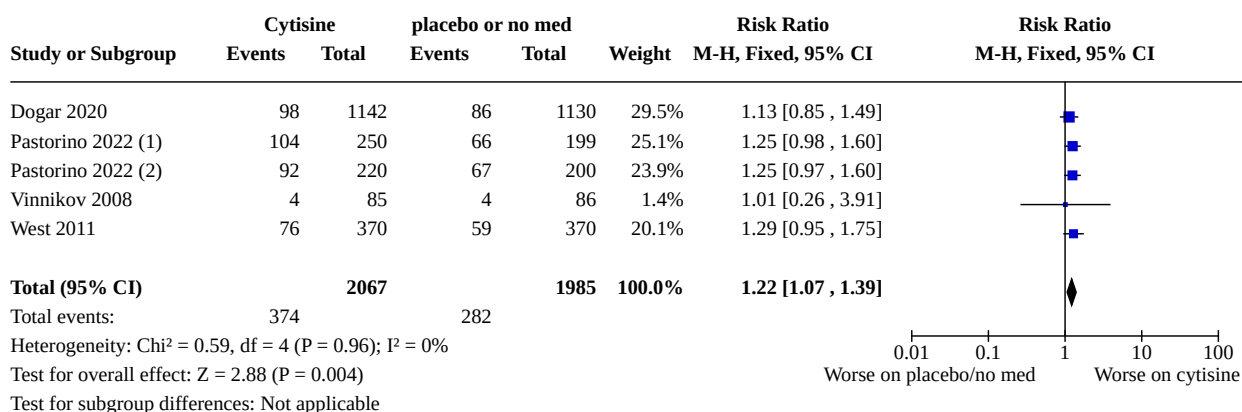 Cytisine placebo or no med Risk Ratio Risk Ratio
Study or Subgroup Events Total Events Total Weight M-H, Fixed, 95% CI M-H, Fixed, 95% CI
Dogar 2020 98 1142 86 1130 29.5% 1.13 [0.85 , 1.49]
Pastorino 2022 (1) 104 250 66 199 25.1% 1.25 [0.98 , 1.60]
Pastorino 2022 (2) 92 220 67 200 23.9% 1.25 [0.97 , 1.60]
Vinnikov 2008 4 85 4 86 1.4% 1.01 [0.26 , 3.91]
West 2011 76 370 59 370 20.1% 1.29 [0.95 , 1.75]
Total (95% CI) 2067 1985 100.0% 1.22 [1.07 , 1.39]
Total events: 374 282
Heterogeneity: Chi² = 0.59, df = 4 (P = 0.96); I² = 0%
0.01 0.1 1 10 100
Test for overall effect: Z = 2.88 (P = 0.004) Worse on placebo/no med Worse on cytisine
Test for subgroup differences: Not applicable